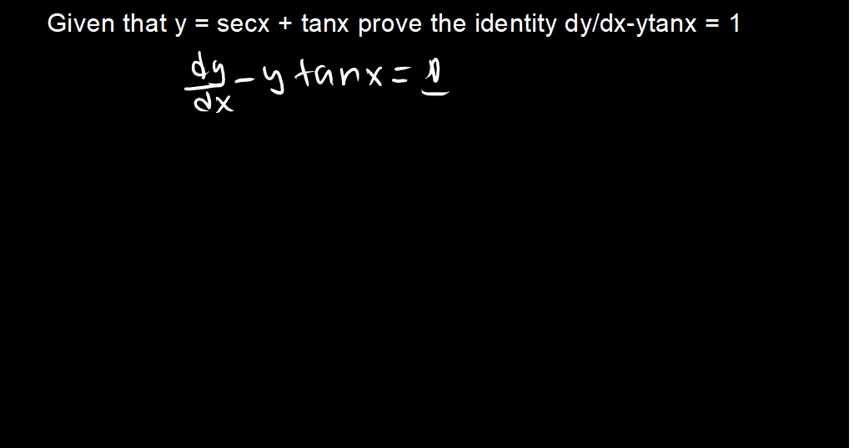 Given that y = secx + tanx prove the identity dy/dx-ytanx = 1
dy/dx - y tanx = 1